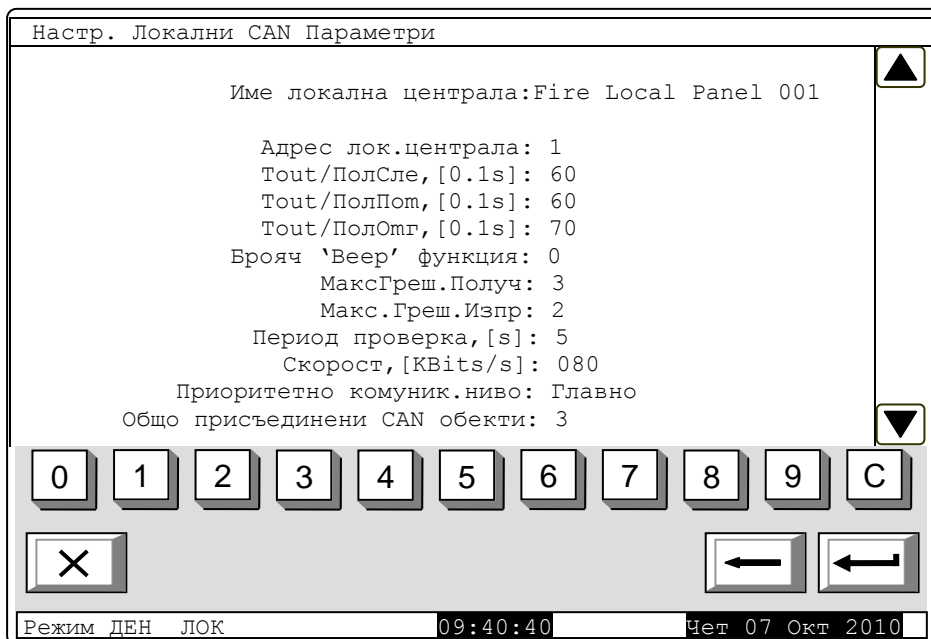 Настр. Локални CAN Параметри
Име локална централа:Fire Local Panel 001
Адрес лок.централа: 1
Tout/ПолСле,[0.1s]: 60
Tout/ПолПоm,[0.1s]: 60
Tout/ПолОmг,[0.1s]: 70
Брояч ‘Beep’ функция: 0
МаксГреш.Получ: 3
Макс.Греш.Изпр: 2
Период проверка,[s]: 5
Скорост,[KBits/s]: 080
Приоритетно комуник.ниво: Главно
Общо присъединени CAN обекти: 3
0 1 2 3 4 5 6 7 8 9 C
Режим ДЕН ЛОК 09:40:40 Чет 07 Окт 2010